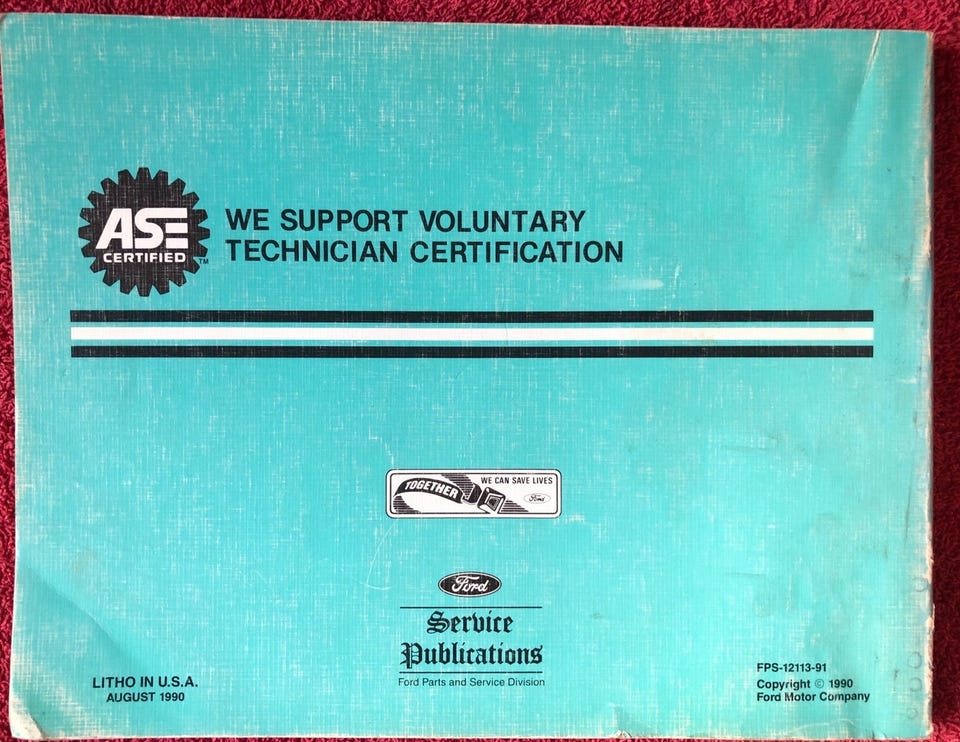 ASE
CERTIFIED™
WE SUPPORT VOLUNTARY
TECHNICIAN CERTIFICATION
TOGETHER
WE CAN SAVE LIVES
Ford
Ford
Service
Publications
Ford Parts and Service Division
LITHO IN U.S.A.
AUGUST 1990
FPS-12113-91
Copyright © 1990
Ford Motor Company